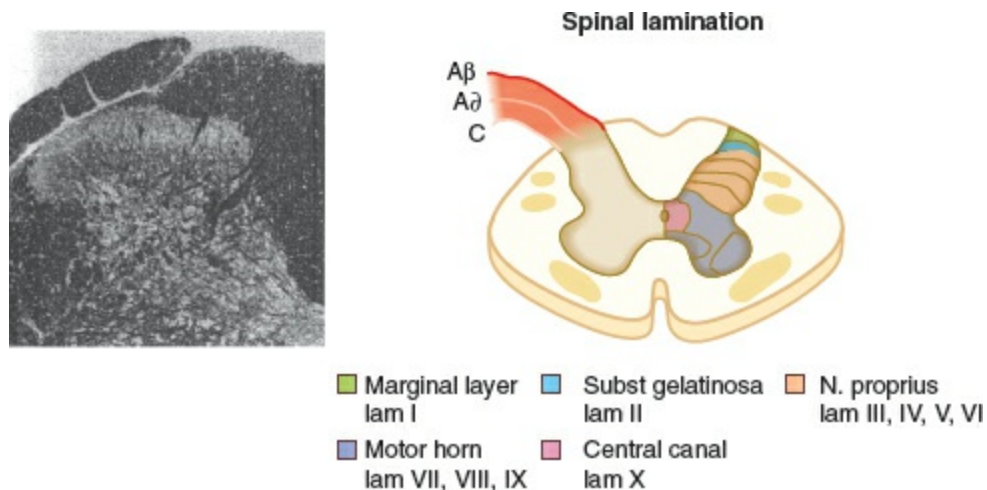 Spinal lamination
Aβ
A∂
C
Marginal layer
lam I
Subst gelatinosa
lam II
N. proprius
lam III, IV, V, VI
Motor horn
lam VII, VIII, IX
Central canal
lam X